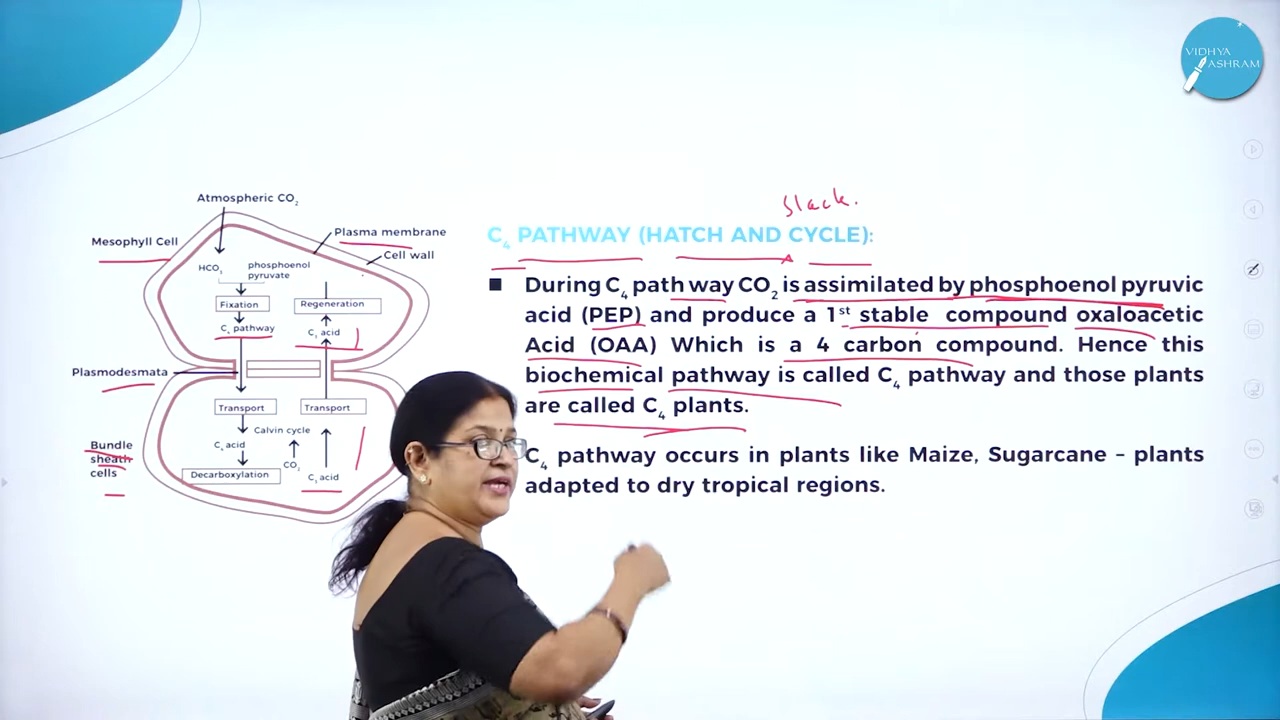 VIDHYA
ASHRAM
Atmospheric CO₂
Mesophyll Cell
Plasma membrane
Cell wall
HCO₃
phosphoenol
pyruvate
Fixation
Regeneration
C₄ pathway
C₃ acid
Plasmodesmata
Transport
Transport
Calvin cycle
C₄ acid
CO₂
Bundle
sheath
cells
Decarboxylation
C₃ acid
Slack.
C₄ PATHWAY (HATCH AND CYCLE):
■ During C₄ path way CO₂ is assimilated by phosphoenol pyruvic
acid (PEP) and produce a 1ˢᵗ stable compound oxaloacetic
Acid (OAA) Which is a 4 carbon compound. Hence this
biochemical pathway is called C₄ pathway and those plants
are called C₄ plants.
C₄ pathway occurs in plants like Maize, Sugarcane – plants
adapted to dry tropical regions.